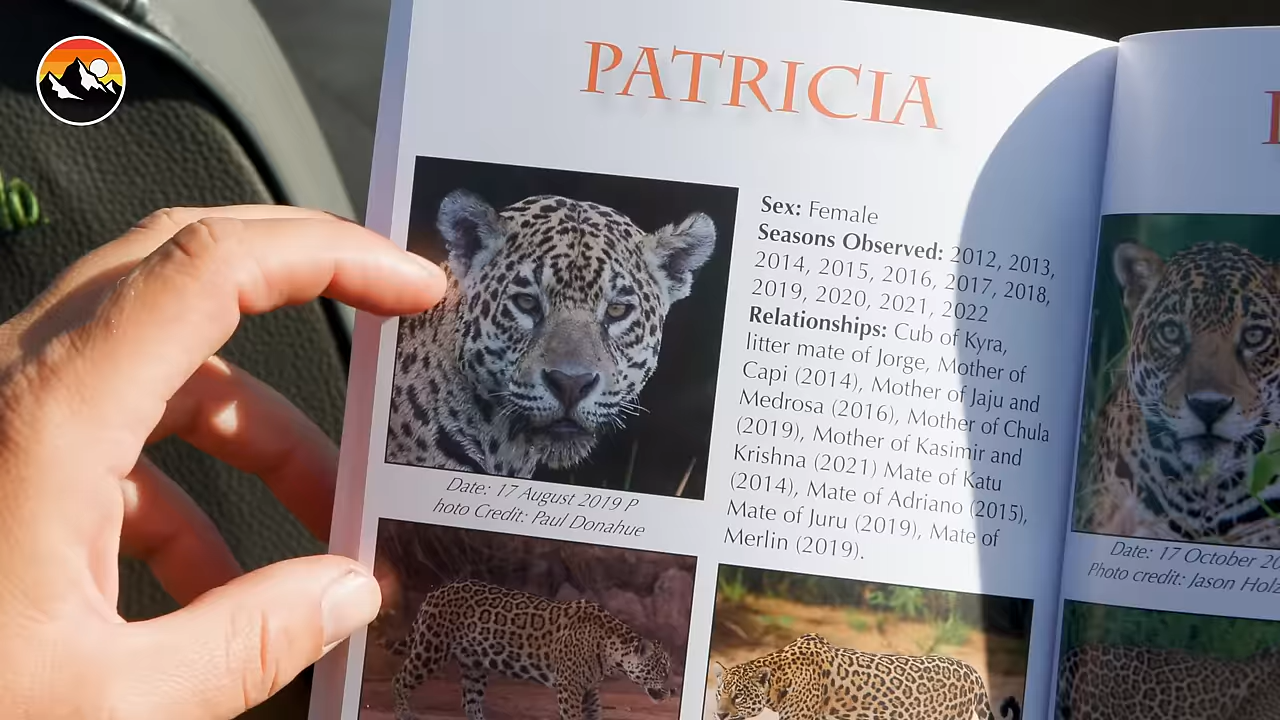 PATRICIA
Sex: Female
Seasons Observed: 2012, 2013,
2014, 2015, 2016, 2017, 2018,
2019, 2020, 2021, 2022
Relationships: Cub of Kyra,
litter mate of Jorge, Mother of
Capi (2014), Mother of Jaju and
Medrosa (2016), Mother of Chula
(2019), Mother of Kasimir and
Krishna (2021) Mate of Katu
(2014), Mate of Adriano (2015),
Mate of Juru (2019), Mate of
Merlin (2019).
Date: 17 August 2019 P
hoto Credit: Paul Donahue
Date: 17 October 20
Photo credit: Jason Holz